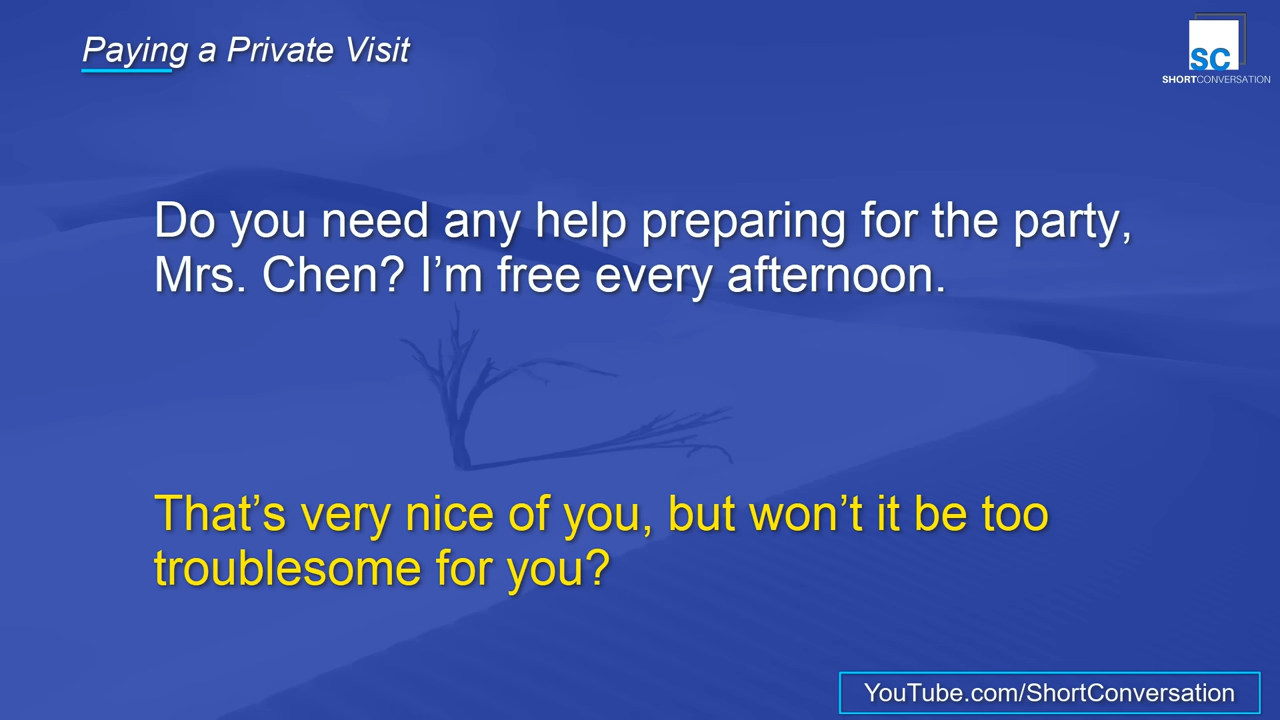 Paying a Private Visit
SC
SHORTCONVERSATION
Do you need any help preparing for the party,
Mrs. Chen? I’m free every afternoon.
That’s very nice of you, but won’t it be too
troublesome for you?
YouTube.com/ShortConversation